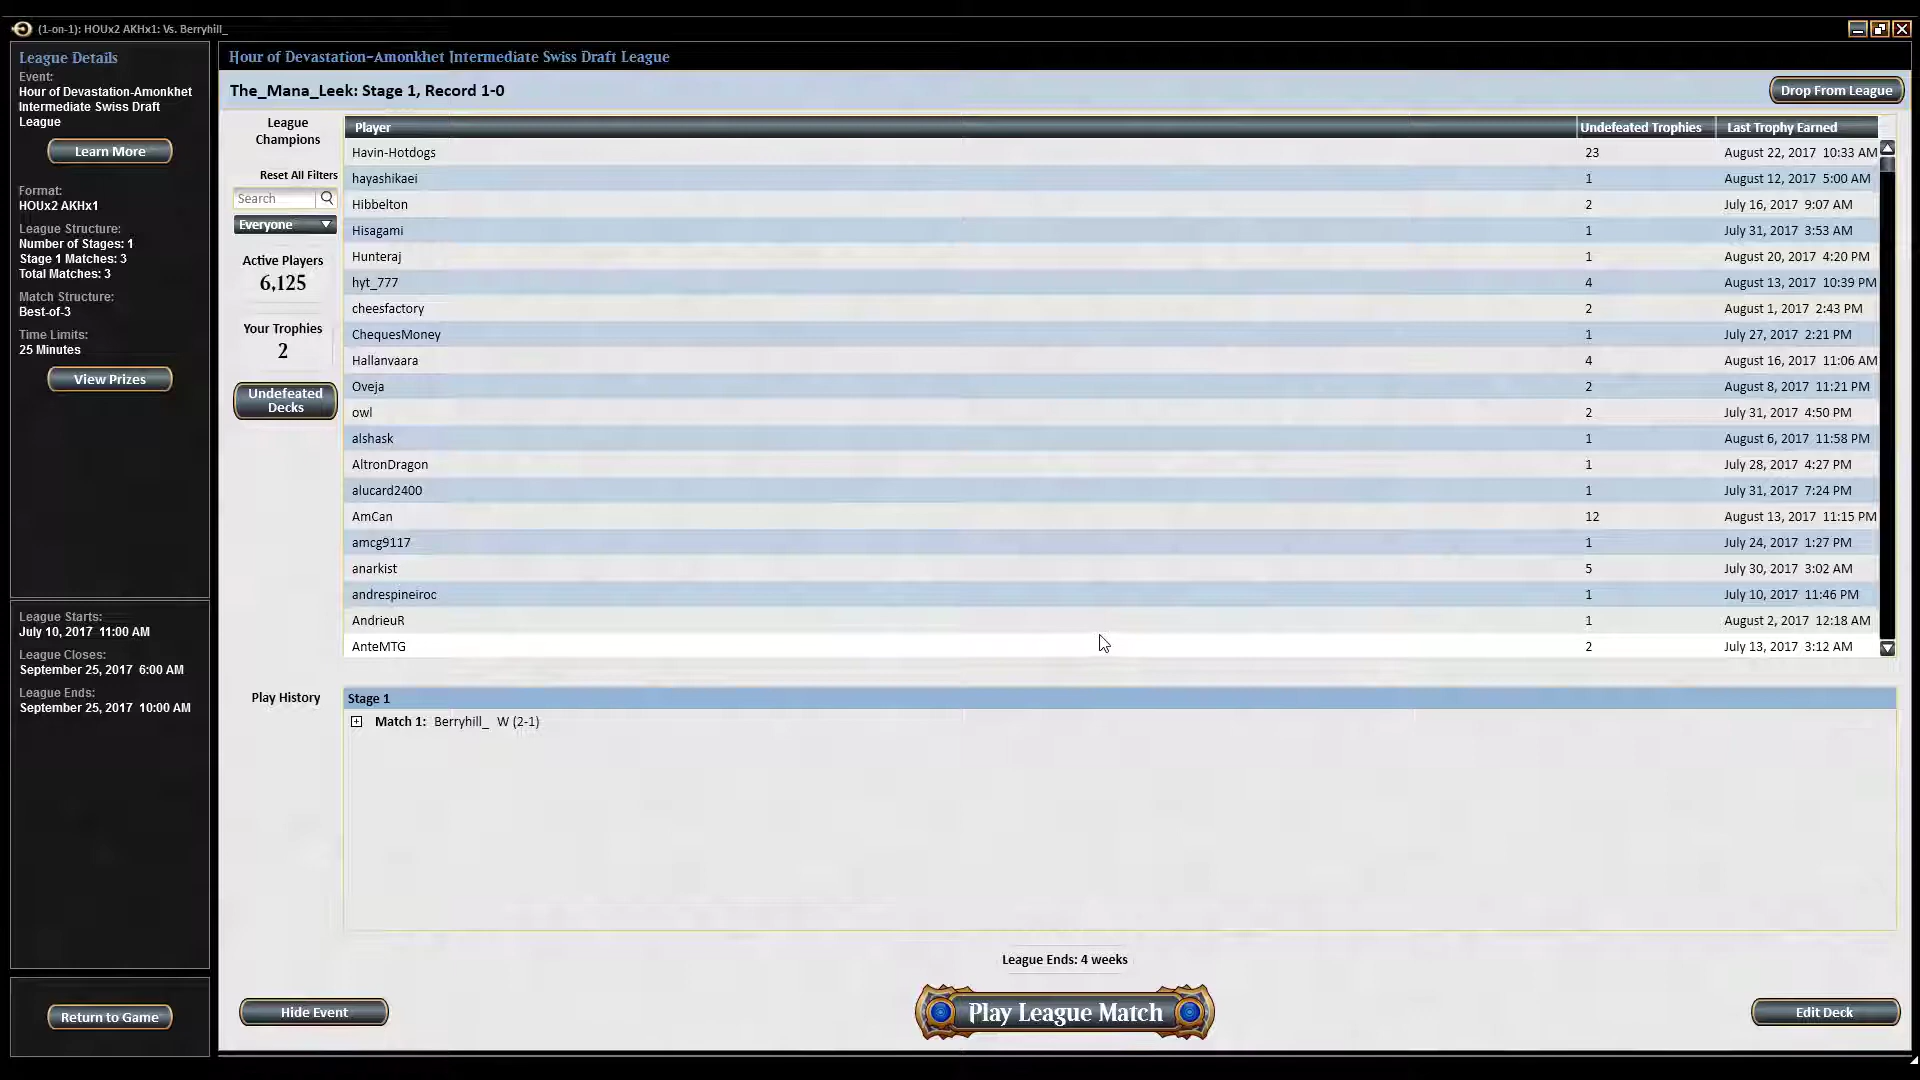 (1-on-1): HOUx2 AKHx1: Vs. Berryhill_
League Details
Event:
Hour of Devastation-Amonkhet
Intermediate Swiss Draft
League
Learn More
Format:
HOUx2 AKHx1
League Structure:
Number of Stages: 1
Stage 1 Matches: 3
Total Matches: 3
Match Structure:
Best-of-3
Time Limits:
25 Minutes
View Prizes
League Starts:
July 10, 2017 11:00 AM
League Closes:
September 25, 2017 6:00 AM
League Ends:
September 25, 2017 10:00 AM
Return to Game
Hour of Devastation-Amonkhet Intermediate Swiss Draft League
The_Mana_Leek: Stage 1, Record 1-0
Drop From League
League
Champions
Reset All Filters
Search
Everyone
Active Players
6,125
Your Trophies
2
Undefeated
Decks
Player Undefeated Trophies Last Trophy Earned
Havin-Hotdogs 23 August 22, 2017 10:33 AM
hayashikaei 1 August 12, 2017 5:00 AM
Hibbelton 2 July 16, 2017 9:07 AM
Hisagami 1 July 31, 2017 3:53 AM
Hunteraj 1 August 20, 2017 4:20 PM
hyt_777 4 August 13, 2017 10:39 PM
cheesfactory 2 August 1, 2017 2:43 PM
ChequesMoney 1 July 27, 2017 2:21 PM
Hallanvaara 4 August 16, 2017 11:06 AM
Oveja 2 August 8, 2017 11:21 PM
owl 2 July 31, 2017 4:50 PM
alshask 1 August 6, 2017 11:58 PM
AltronDragon 1 July 28, 2017 4:27 PM
alucard2400 1 July 31, 2017 7:24 PM
AmCan 12 August 13, 2017 11:15 PM
amcg9117 1 July 24, 2017 1:27 PM
anarkist 5 July 30, 2017 3:02 AM
andrespineiroc 1 July 10, 2017 11:46 PM
AndrieuR 1 August 2, 2017 12:18 AM
AnteMTG 2 July 13, 2017 3:12 AM
Play History
Stage 1
Match 1: Berryhill_ W (2-1)
League Ends: 4 weeks
Hide Event
Play League Match
Edit Deck